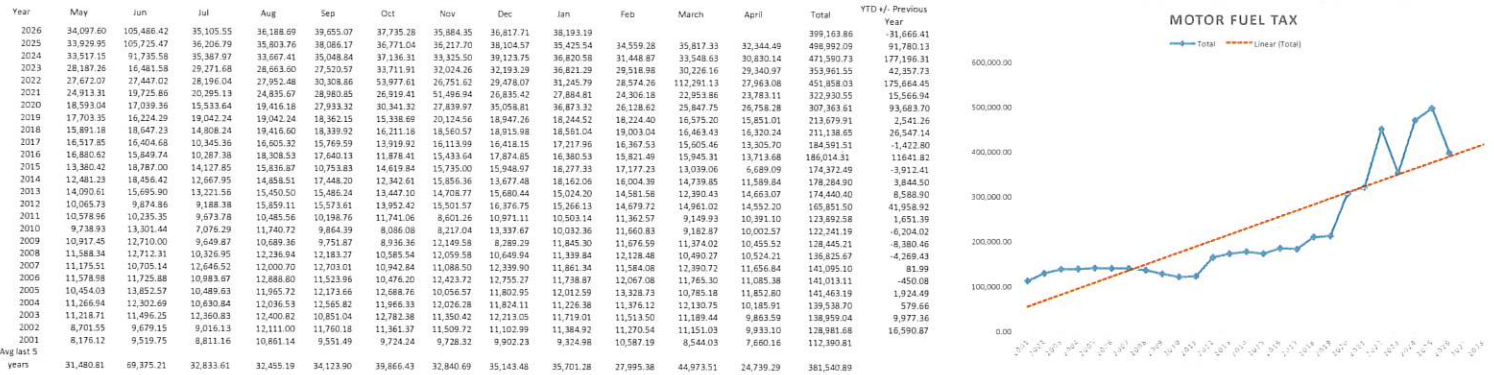 Year May Jun Jul Aug Sep Oct Nov Dec Jan Feb March April Total YTD +/- Previous Year
2026 34,097.60 105,486.42 35,105.55 36,188.69 39,655.07 37,735.28 35,884.35 36,817.71 38,193.19 399,163.86 -31,666.41
2025 33,929.95 105,725.47 36,206.79 35,803.76 38,086.17 36,771.04 36,217.70 38,104.57 35,425.54 34,559.28 35,817.33 32,344.49 498,992.09 91,780.13
2024 33,517.15 91,735.58 35,387.97 33,667.41 35,048.84 37,136.31 33,325.50 39,123.75 36,820.58 31,448.87 33,548.63 30,830.14 471,590.73 177,196.31
2023 28,187.26 16,481.58 29,271.68 28,663.60 27,520.57 33,711.91 32,024.26 32,193.29 36,821.29 29,518.98 30,226.16 29,340.97 353,961.55 42,357.73
2022 27,672.07 27,447.02 28,196.04 27,952.48 30,308.86 53,977.61 26,751.62 29,478.07 31,245.79 28,574.26 112,291.13 27,963.08 451,858.03 175,664.45
2021 24,913.31 19,725.86 20,295.13 24,835.67 28,980.85 26,919.41 51,496.94 26,835.42 27,884.81 24,306.18 22,953.86 23,783.11 322,930.55 15,566.94
2020 18,593.04 17,039.36 15,533.64 19,416.18 27,933.32 30,341.32 27,839.97 35,058.81 36,873.32 26,128.62 25,847.75 26,758.28 307,363.61 93,683.70
2019 17,703.35 16,224.29 19,042.24 19,042.24 18,362.15 15,338.69 20,124.56 18,947.26 18,244.52 18,224.40 16,575.20 15,851.01 213,679.91 2,541.26
2018 15,891.18 18,647.23 14,808.24 19,416.60 18,339.92 16,211.16 18,560.57 18,915.98 18,561.04 19,003.04 16,463.43 16,320.24 211,138.65 26,547.14
2017 16,517.85 16,404.68 10,345.36 16,605.32 15,769.59 13,919.92 16,113.99 16,418.15 17,217.96 16,367.53 15,605.46 13,305.70 184,591.51 -1,422.80
2016 16,880.62 15,849.74 10,287.38 18,308.53 17,640.13 11,878.41 15,433.64 17,874.85 16,380.53 15,821.49 15,945.31 13,713.68 186,014.31 11641.82
2015 13,380.42 18,787.00 14,127.85 15,836.87 10,753.83 14,619.84 15,735.00 15,948.97 18,277.33 17,177.23 13,039.06 6,689.09 174,372.49 -3,912.41
2014 12,481.23 18,456.42 12,667.95 14,858.51 17,448.20 12,342.61 15,856.36 13,677.48 18,162.06 16,004.39 14,739.85 11,589.84 178,284.90 3,844.50
2013 14,090.61 15,695.90 13,221.56 15,450.50 15,486.24 13,447.10 14,708.77 15,680.44 15,024.20 14,581.58 12,390.43 14,663.07 174,440.40 8,588.90
2012 10,065.73 9,874.86 9,188.38 15,859.11 15,573.61 13,952.42 15,501.57 16,376.75 15,266.13 14,679.72 14,961.02 14,552.20 165,851.50 41,958.92
2011 10,578.96 10,235.35 9,673.78 10,485.56 10,198.76 11,741.06 8,601.26 10,971.11 10,503.14 11,362.57 9,149.93 10,391.10 123,892.58 1,651.39
2010 9,738.93 13,301.44 7,076.29 11,740.72 9,864.39 8,086.08 8,217.04 13,337.67 10,032.36 11,660.83 9,182.87 10,002.57 122,241.19 -6,204.02
2009 10,917.45 12,710.00 9,649.87 10,689.36 9,751.87 8,936.36 12,149.58 8,289.29 11,845.30 11,676.59 11,374.02 10,455.52 128,445.21 -8,380.46
2008 11,588.34 12,712.31 10,326.95 12,236.94 12,183.27 10,585.54 12,059.58 10,649.94 11,339.84 12,128.48 10,490.27 10,524.21 136,825.67 -4,269.43
2007 11,175.51 10,705.14 12,646.52 12,000.70 12,703.01 10,942.84 11,088.50 12,339.90 11,861.34 11,584.08 12,390.72 11,656.84 141,095.10 81.99
2006 11,578.98 11,725.88 10,983.67 12,888.80 11,523.96 10,476.20 12,423.72 12,755.27 11,738.87 12,067.08 11,765.30 11,085.38 141,013.11 -450.08
2005 10,454.03 13,852.57 10,489.63 11,965.72 12,173.66 12,688.76 10,056.57 11,802.95 12,012.59 13,328.73 10,785.18 11,852.80 141,463.19 1,924.49
2004 11,266.94 12,302.69 10,630.84 12,036.53 12,565.82 11,966.33 12,026.28 11,824.11 11,226.38 11,376.12 12,130.75 10,185.91 139,538.70 579.66
2003 11,218.71 11,496.25 12,360.83 12,400.82 10,851.04 12,782.38 11,350.42 12,213.05 11,719.01 11,513.50 11,189.44 9,863.59 138,959.04 9,977.36
2002 8,701.55 9,679.15 9,016.13 12,111.00 11,760.18 11,361.37 11,509.72 11,102.99 11,384.92 11,270.54 11,151.03 9,933.10 128,981.68 16,590.87
2001 8,176.12 9,519.75 8,811.16 10,861.14 9,551.49 9,724.24 9,728.32 9,902.23 9,324.98 10,587.19 8,544.03 7,660.16 112,390.81
Avg last 5 years 31,480.81 69,375.21 32,833.61 32,455.19 34,123.90 39,866.43 32,840.69 35,143.48 35,701.28 27,995.38 44,973.51 24,739.29 381,540.89
MOTOR FUEL TAX
Total Linear (Total)
600,000.00
500,000.00
400,000.00
300,000.00
200,000.00
100,000.00
0.00